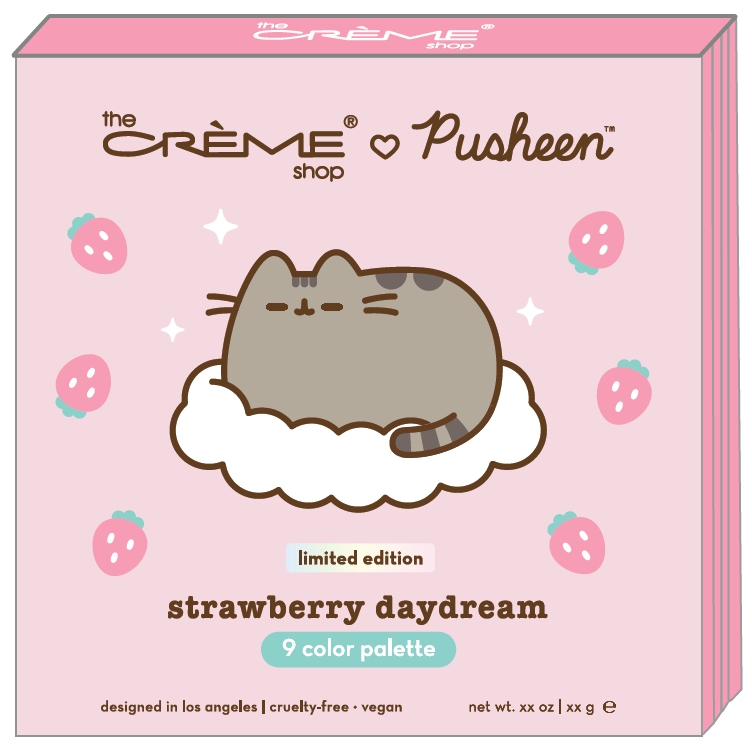 the
CRÈME®
shop
the
CRÈME® ♡ Pusheen™
shop
limited edition
strawberry daydream
9 color palette
designed in los angeles | cruelty-free · vegan
net wt. xx oz | xx g ℮